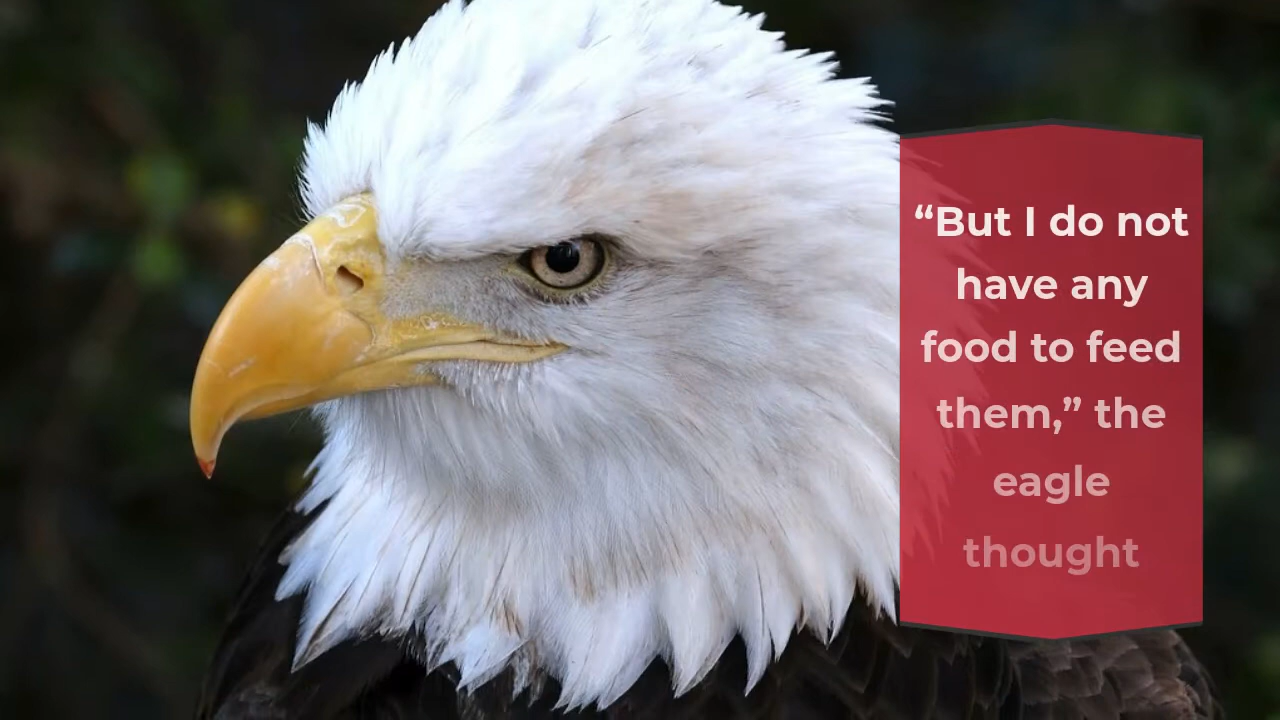 “But I do not
have any
food to feed
them,” the
eagle
thought